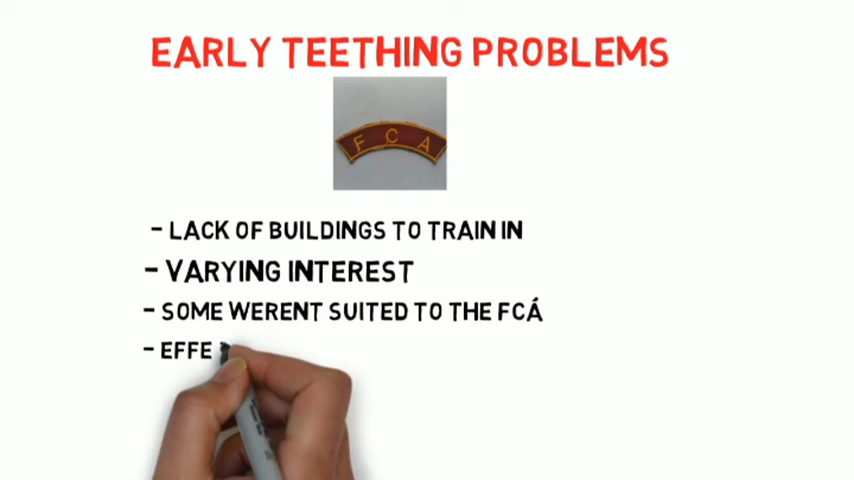 EARLY TEETHING PROBLEMS
F C A
- LACK OF BUILDINGS TO TRAIN IN
- VARYING INTEREST
- SOME WERENT SUITED TO THE FCÁ
- EFFE